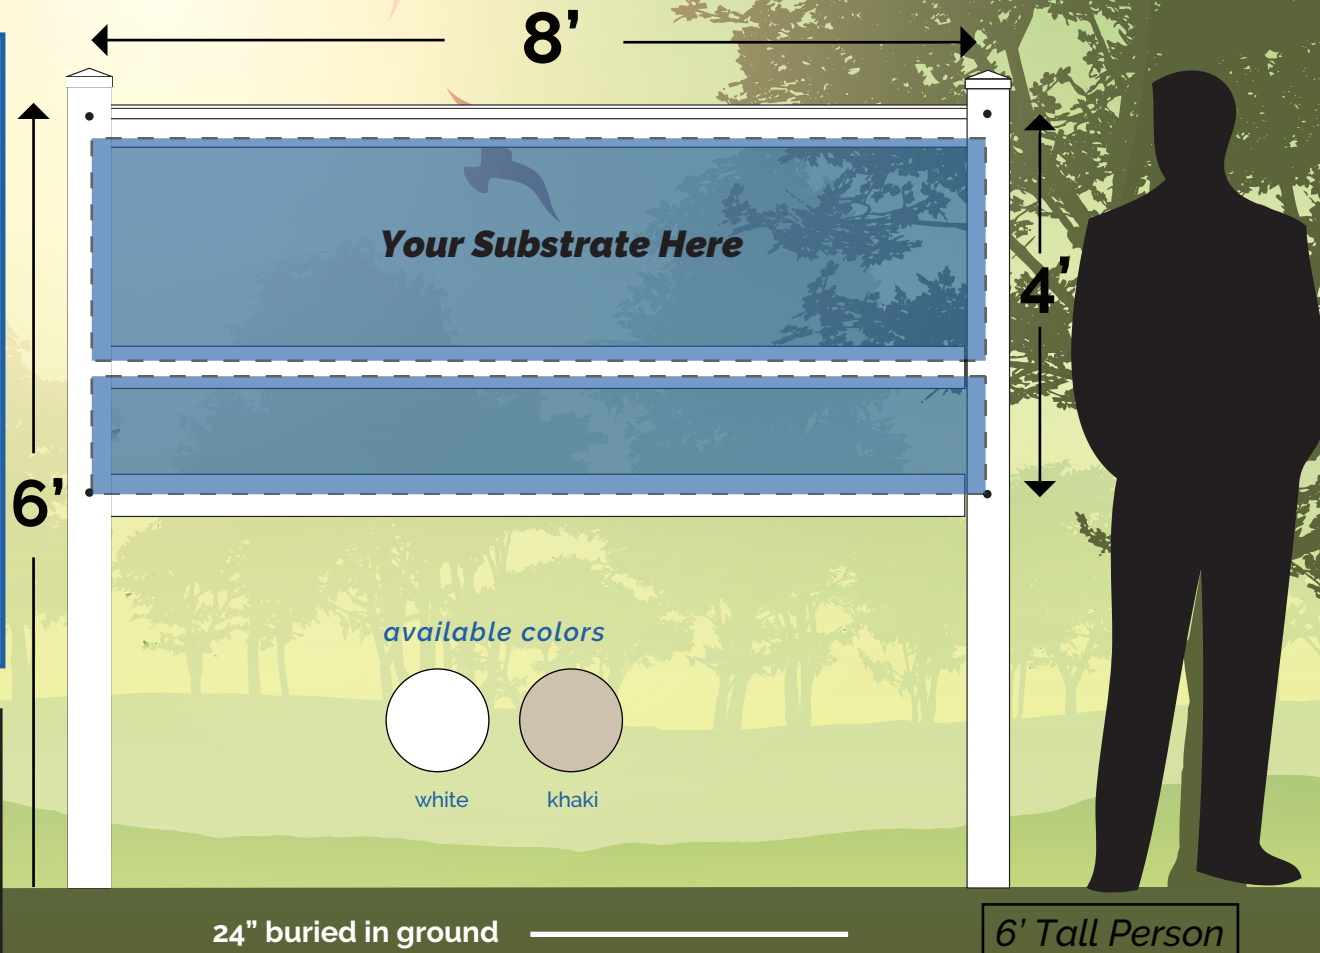 8’
Your Substrate Here
4’
6’
available colors
white
khaki
24” buried in ground
6’ Tall Person